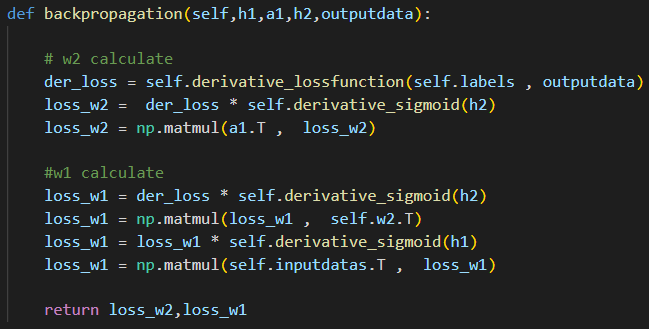 def backpropagation(self,h1,a1,h2,outputdata):
# w2 calculate
der_loss = self.derivative_lossfunction(self.labels , outputdata)
loss_w2 =  der_loss * self.derivative_sigmoid(h2)
loss_w2 = np.matmul(a1.T ,  loss_w2)
#w1 calculate
loss_w1 = der_loss * self.derivative_sigmoid(h2)
loss_w1 = np.matmul(loss_w1 ,  self.w2.T)
loss_w1 = loss_w1 * self.derivative_sigmoid(h1)
loss_w1 = np.matmul(self.inputdatas.T ,  loss_w1)
return loss_w2,loss_w1